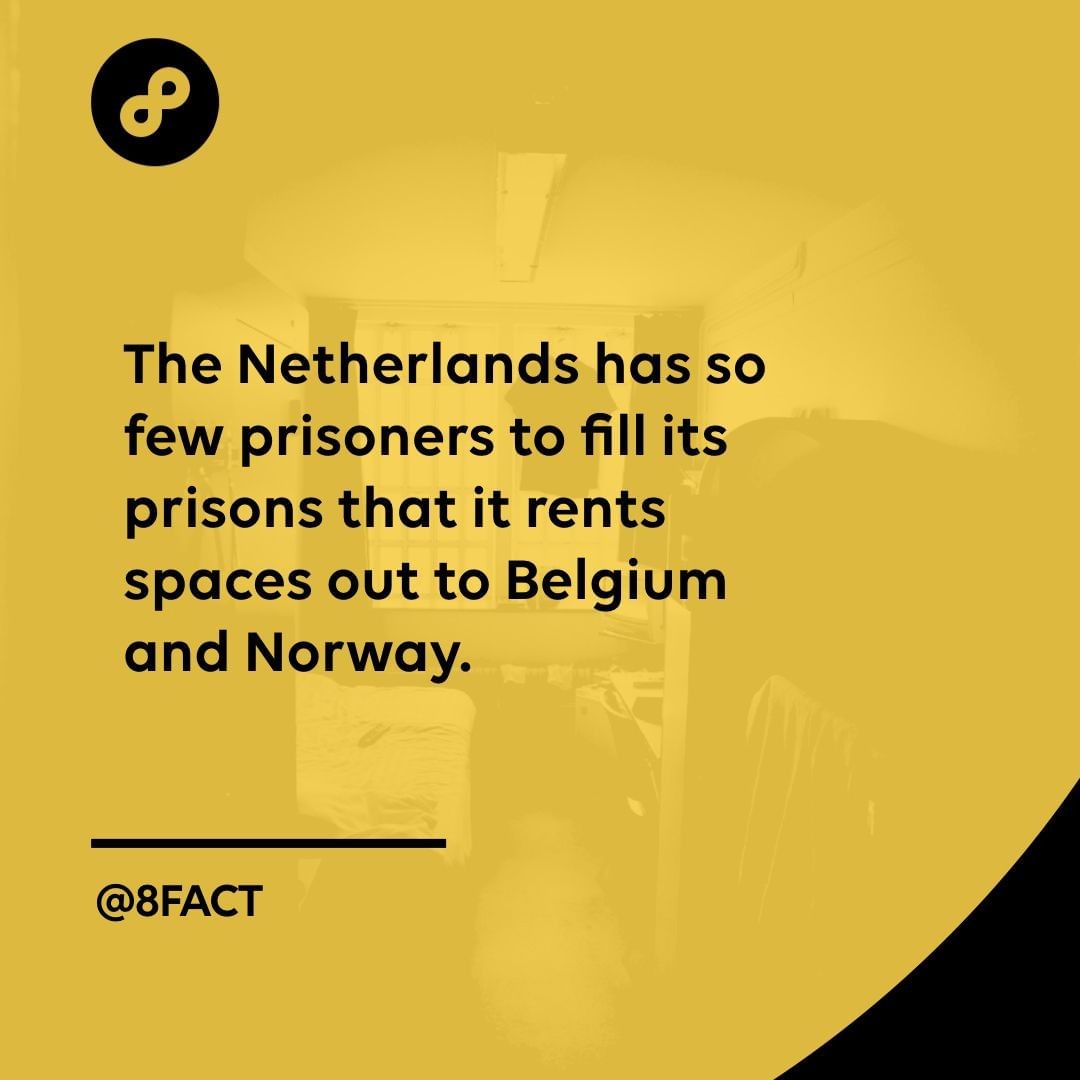 The Netherlands has so
few prisoners to fill its
prisons that it rents
spaces out to Belgium
and Norway.
@8FACT